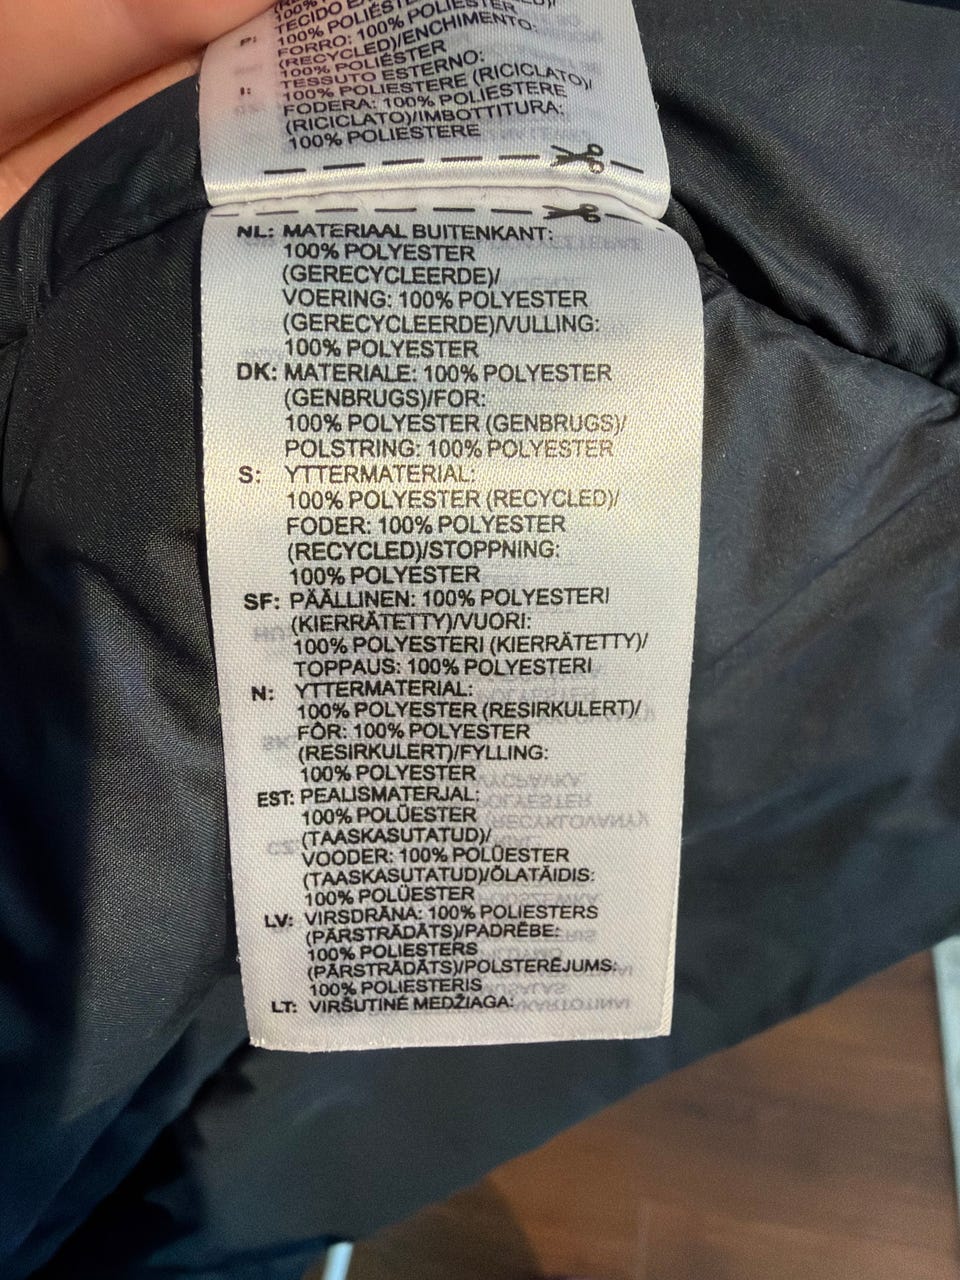 100% POLIÉSTER
P: FORRO: 100% POLIÉSTER
(RECYCLED)/ENCHIMENTO:
100% POLIÉSTER
I: TESSUTO ESTERNO:
100% POLIESTERE (RICICLATO)/
FODERA: 100% POLIESTERE
(RICICLATO)/IMBOTTITURA:
100% POLIESTERE
NL: MATERIAAL BUITENKANT:
100% POLYESTER
(GERECYCLEERDE)/
VOERING: 100% POLYESTER
(GERECYCLEERDE)/VULLING:
100% POLYESTER
DK: MATERIALE: 100% POLYESTER
(GENBRUGS)/FOR:
100% POLYESTER (GENBRUGS)/
POLSTRING: 100% POLYESTER
S: YTTERMATERIAL:
100% POLYESTER (RECYCLED)/
FODER: 100% POLYESTER
(RECYCLED)/STOPPNING:
100% POLYESTER
SF: PÄÄLLINEN: 100% POLYESTERI
(KIERRÄTETTY)/VUORI:
100% POLYESTERI (KIERRÄTETTY)/
TOPPAUS: 100% POLYESTERI
N: YTTERMATERIAL:
100% POLYESTER (RESIRKULERT)/
FÔR: 100% POLYESTER
(RESIRKULERT)/FYLLING:
100% POLYESTER
EST: PEALISMATERJAL:
100% POLÜESTER
(TAASKASUTATUD)/
VOODER: 100% POLÜESTER
(TAASKASUTATUD)/ÕLATÄIDIS:
100% POLÜESTER
LV: VIRSDRĀNA: 100% POLIESTERS
(PĀRSTRĀDĀTS)/PADRĒBE:
100% POLIESTERS
(PĀRSTRĀDĀTS)/POLSTERĒJUMS:
100% POLIESTERIS
LT: VIRŠUTINĖ MEDŽIAGA: